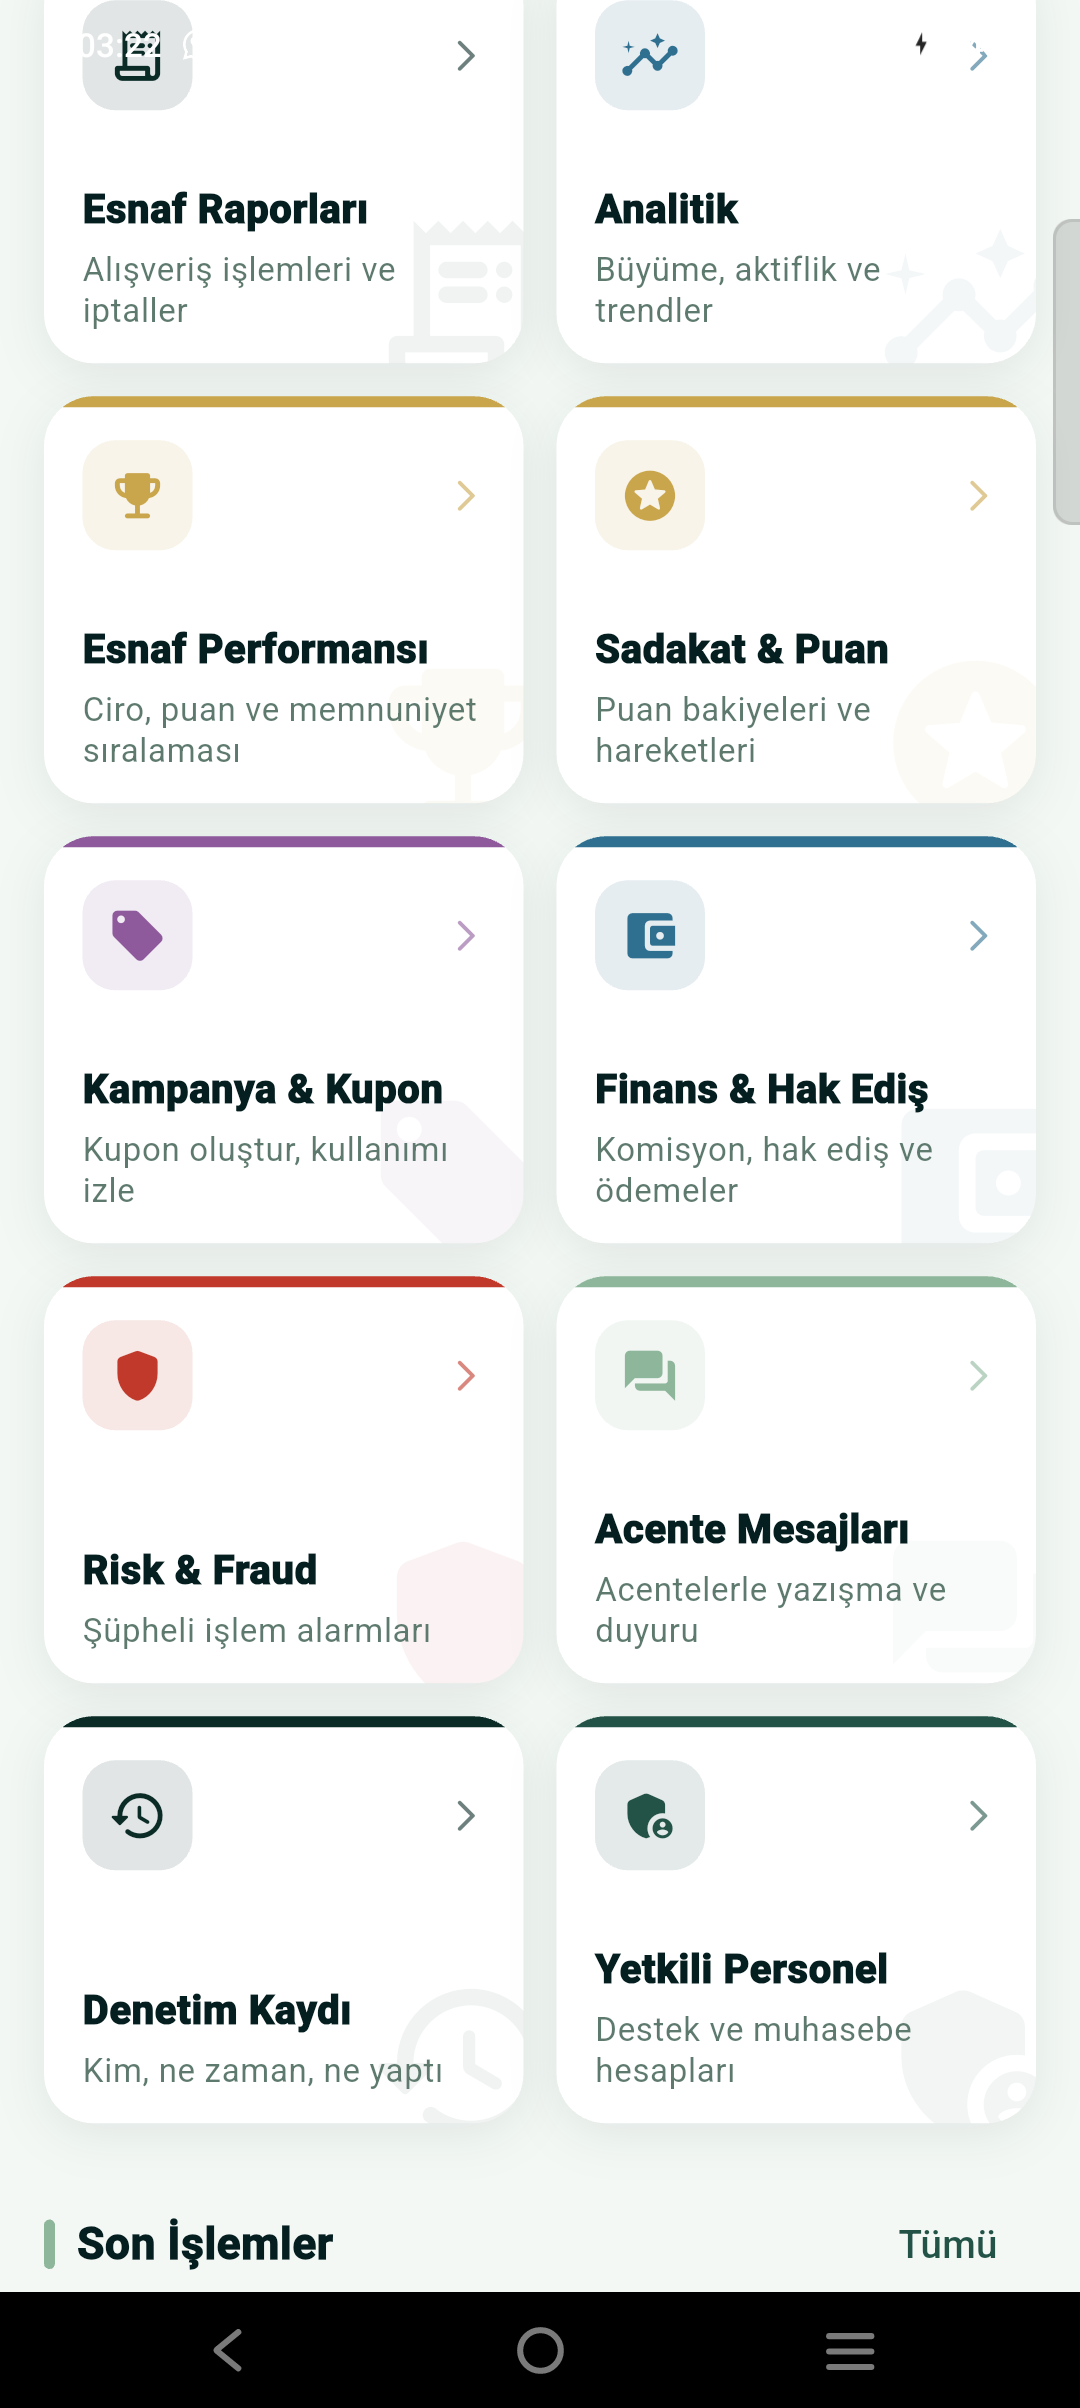 03:22
Esnaf Raporları
Alışveriş işlemleri ve
iptaller
Analitik
Büyüme, aktiflik ve
trendler
Esnaf Performansı
Ciro, puan ve memnuniyet
sıralaması
Sadakat & Puan
Puan bakiyeleri ve
hareketleri
Kampanya & Kupon
Kupon oluştur, kullanımı
izle
Finans & Hak Ediş
Komisyon, hak ediş ve
ödemeler
Risk & Fraud
Şüpheli işlem alarmları
Acente Mesajları
Acentelerle yazışma ve
duyuru
Denetim Kaydı
Kim, ne zaman, ne yaptı
Yetkili Personel
Destek ve muhasebe
hesapları
Son İşlemler
Tümü